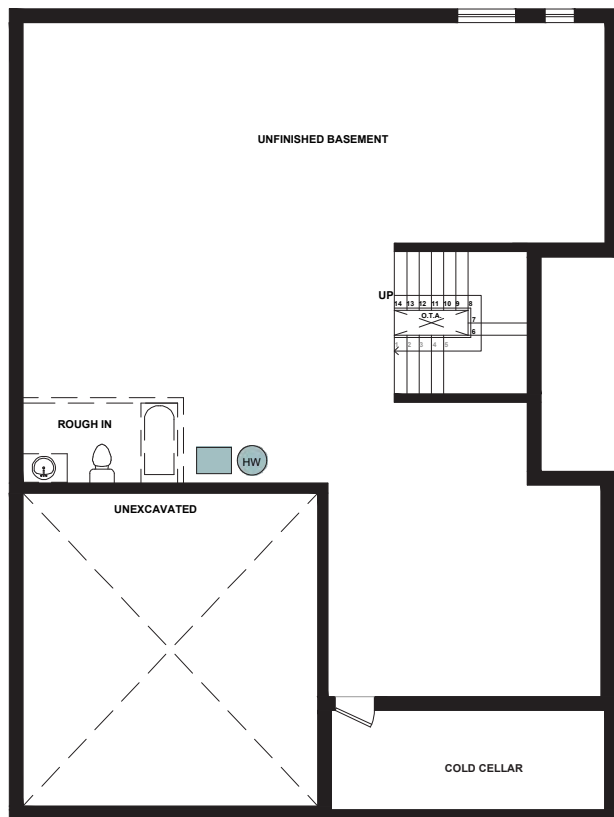 UNFINISHED BASEMENT
UP
14 13 12 11 10 9 8
O.T.A.
7
6
1 2 3 4 5
ROUGH IN
HW
UNEXCAVATED
COLD CELLAR